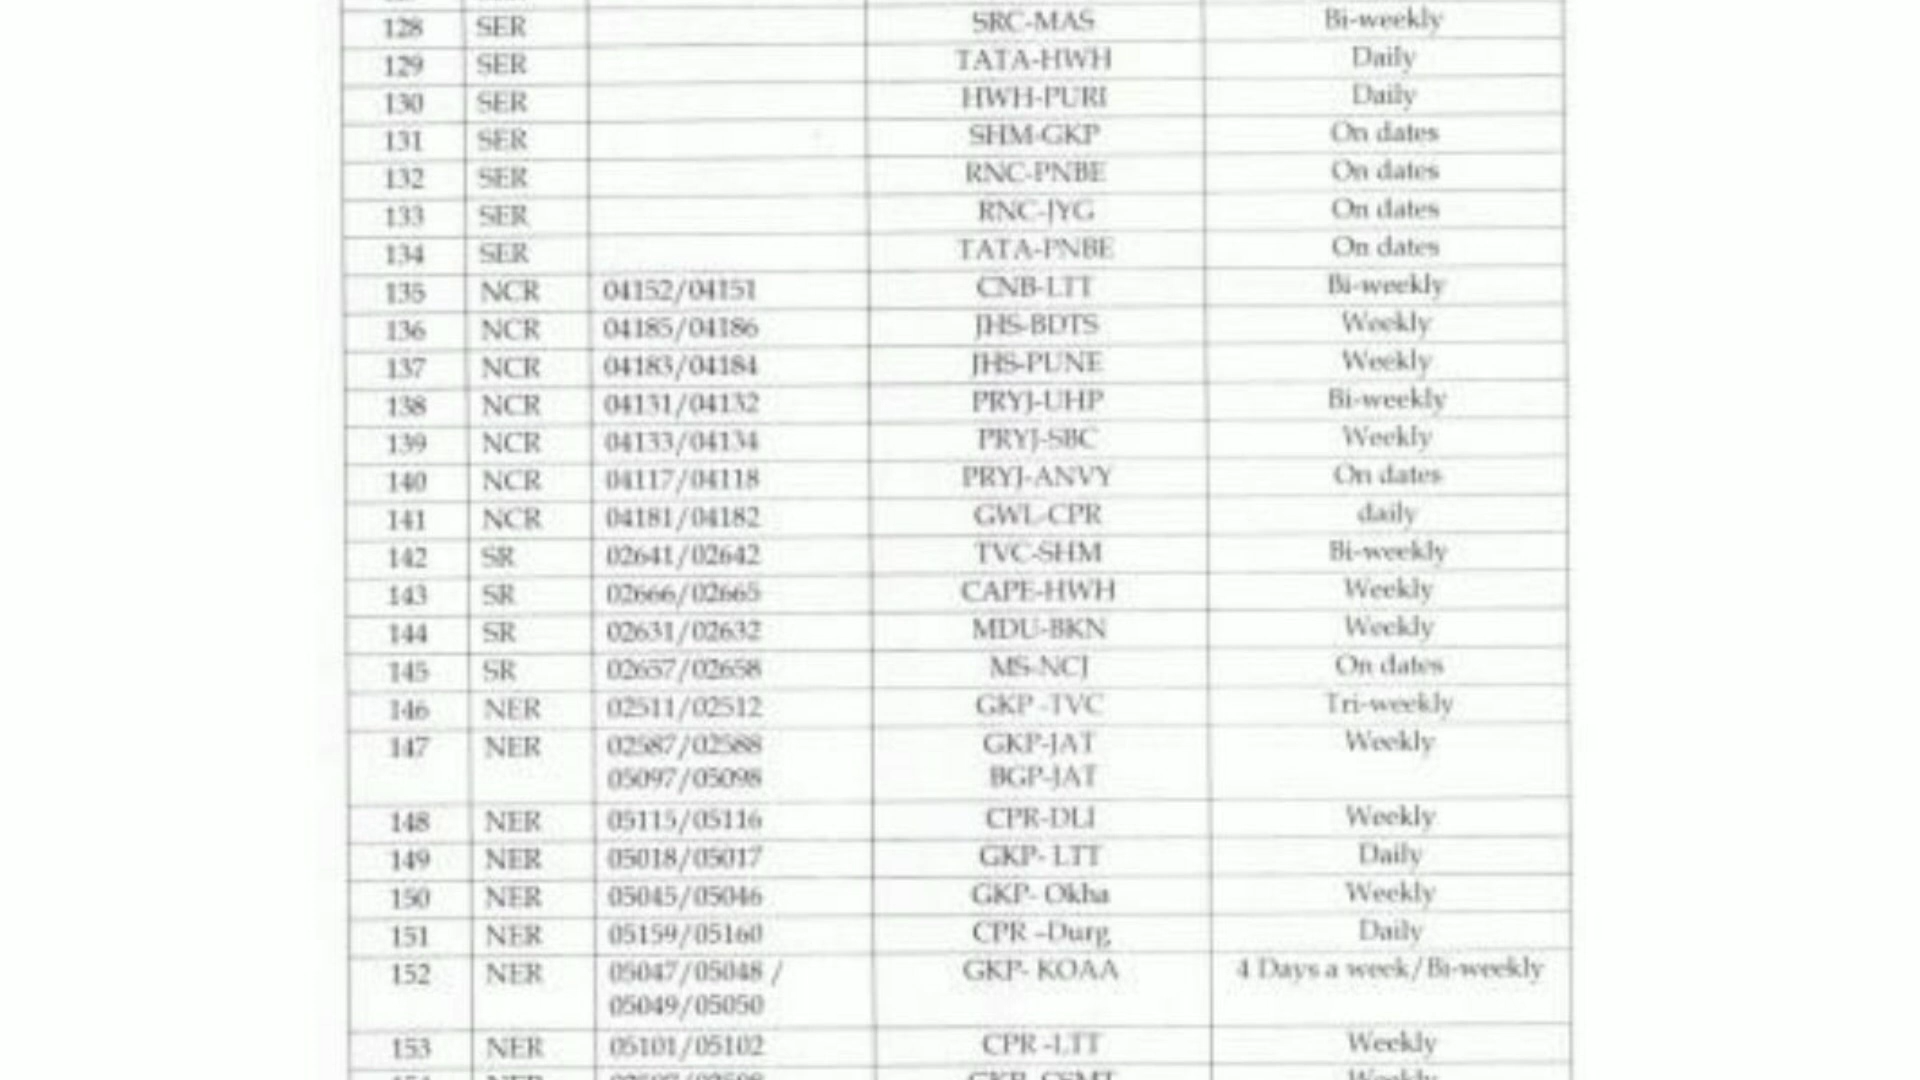 128 SER SRC-MAS Bi-weekly
129 SER TATA-HWH Daily
130 SER HWH-PURI Daily
131 SER SHM-GKP On dates
132 SER RNC-PNBE On dates
133 SER RNC-JYG On dates
134 SER TATA-PNBE On dates
135 NCR 04152/04151 CNB-LTT Bi-weekly
136 NCR 04185/04186 JHS-BDTS Weekly
137 NCR 04183/04184 JHS-PUNE Weekly
138 NCR 04131/04132 PRYJ-UHP Bi-weekly
139 NCR 04133/04134 PRYJ-SBC Weekly
140 NCR 04117/04118 PRYJ-ANVY On dates
141 NCR 04181/04182 GWL-CPR daily
142 SR 02641/02642 TVC-SHM Bi-weekly
143 SR 02666/02665 CAPE-HWH Weekly
144 SR 02631/02632 MDU-BKN Weekly
145 SR 02657/02658 MS-NCJ On dates
146 NER 02511/02512 GKP -TVC Tri-weekly
147 NER 02587/02588 GKP-JAT Weekly
05097/05098 BGP-JAT
148 NER 05115/05116 CPR-DLI Weekly
149 NER 05018/05017 GKP- LTT Daily
150 NER 05045/05046 GKP- Okha Weekly
151 NER 05159/05160 CPR –Durg Daily
152 NER 05047/05048 / GKP- KOAA 4 Days a week/Bi-weekly
05049/05050
153 NER 05101/05102 CPR -LTT Weekly